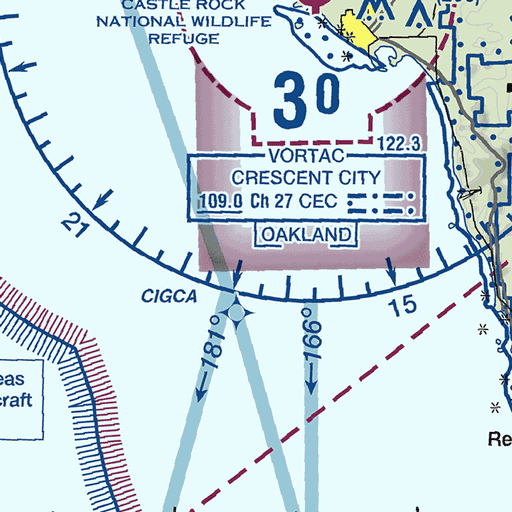 CASTLE ROCK
NATIONAL WILDLIFE
REFUGE
30
122.3
VORTAC
CRESCENT CITY
109.0 Ch 27 CEC
OAKLAND
21
CIGCA
15
181°
166°
eas
craft
Re